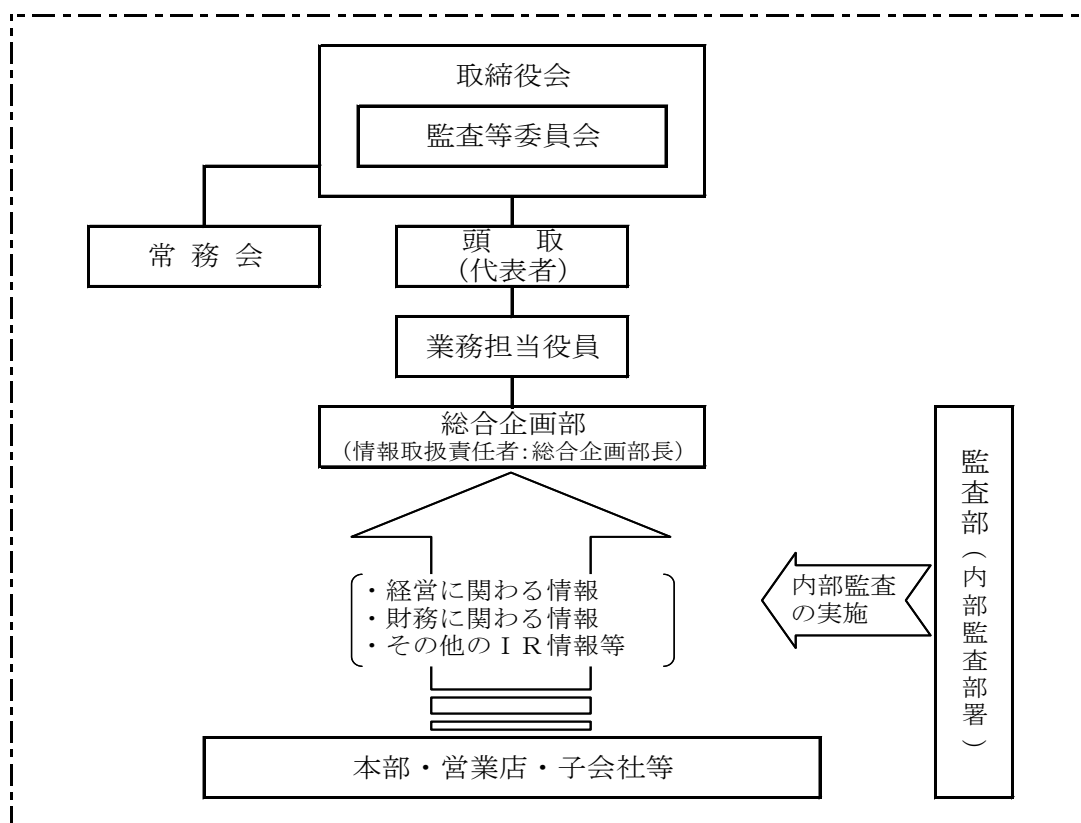 取締役会
監査等委員会
常 務 会
頭　　取
（代表者）
業務担当役員
総合企画部
（情報取扱責任者：総合企画部長）
・経営に関わる情報
・財務に関わる情報
・その他のＩＲ情報等
内部監査
の実施
監査部（内部監査部署）
本部・営業店・子会社等